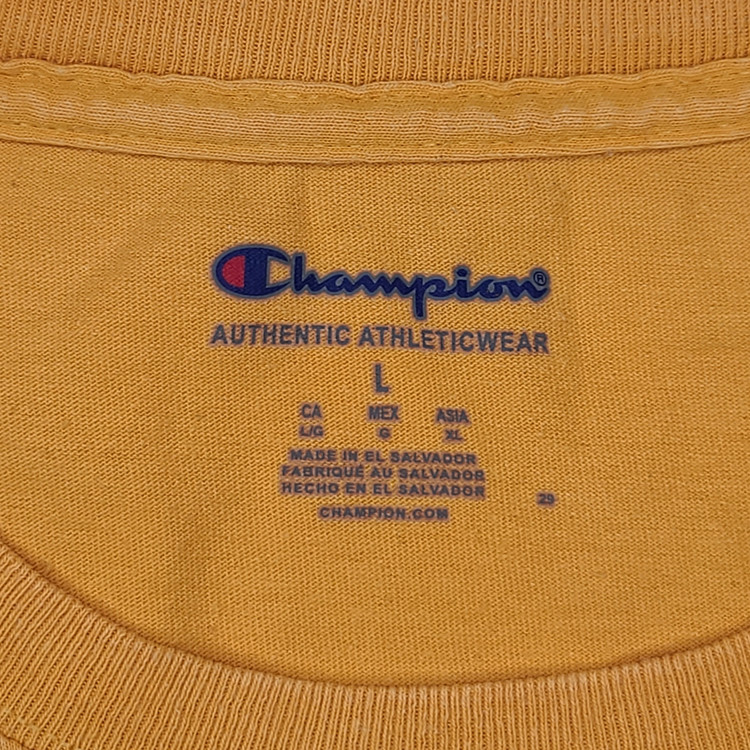 Champion®
AUTHENTIC ATHLETICWEAR
L
CA MEX ASIA
L/G G XL
MADE IN EL SALVADOR
FABRIQUÉ AU SALVADOR
HECHO EN EL SALVADOR
29
CHAMPION.COM